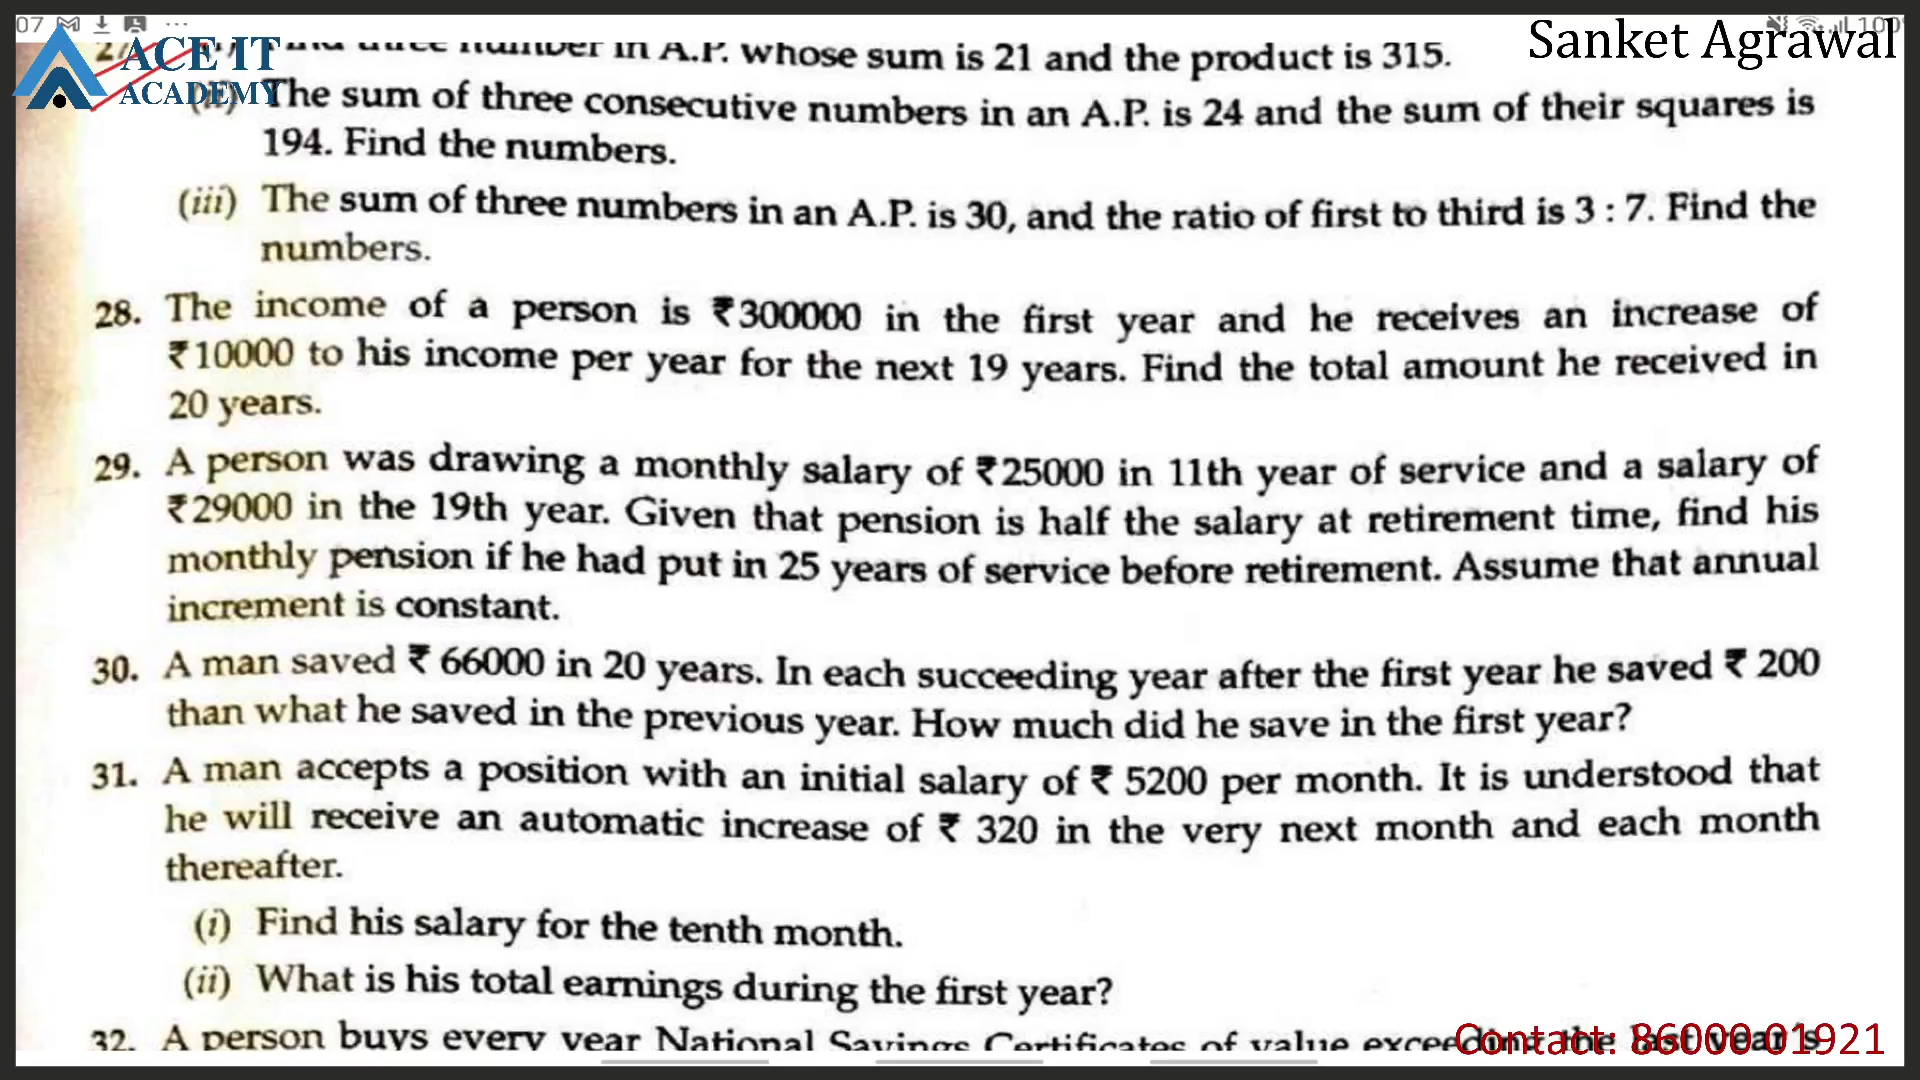 07 ... 100
ACE IT
ACADEMY
Sanket Agrawal
number in A.P. whose sum is 21 and the product is 315.
(ii) The sum of three consecutive numbers in an A.P. is 24 and the sum of their squares is
194. Find the numbers.
(iii) The sum of three numbers in an A.P. is 30, and the ratio of first to third is 3 : 7. Find the
numbers.
28. The income of a person is ₹300000 in the first year and he receives an increase of
₹10000 to his income per year for the next 19 years. Find the total amount he received in
20 years.
29. A person was drawing a monthly salary of ₹25000 in 11th year of service and a salary of
₹29000 in the 19th year. Given that pension is half the salary at retirement time, find his
monthly pension if he had put in 25 years of service before retirement. Assume that annual
increment is constant.
30. A man saved ₹ 66000 in 20 years. In each succeeding year after the first year he saved ₹ 200
than what he saved in the previous year. How much did he save in the first year?
31. A man accepts a position with an initial salary of ₹ 5200 per month. It is understood that
he will receive an automatic increase of ₹ 320 in the very next month and each month
thereafter.
(i) Find his salary for the tenth month.
(ii) What is his total earnings during the first year?
32. A person buys every year National Savings Certificates of value exceeding the last year's
Contact: 86000 01921